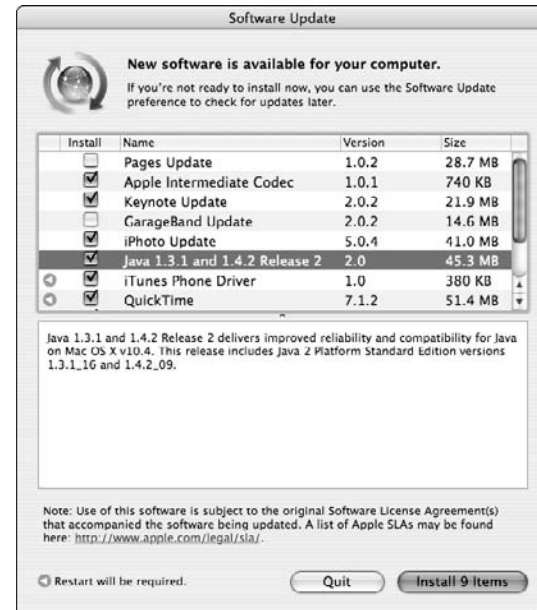 Software Update
New software is available for your computer.
If you're not ready to install now, you can use the Software Update
preference to check for updates later.
Install Name Version Size
Pages Update 1.0.2 28.7 MB
Apple Intermediate Codec 1.0.1 740 KB
Keynote Update 2.0.2 21.9 MB
GarageBand Update 2.0.2 14.6 MB
iPhoto Update 5.0.4 41.0 MB
Java 1.3.1 and 1.4.2 Release 2 2.0 45.3 MB
iTunes Phone Driver 1.0 380 KB
QuickTime 7.1.2 51.4 MB
Java 1.3.1 and 1.4.2 Release 2 delivers improved reliability and compatibility for Java
on Mac OS X v10.4. This release includes Java 2 Platform Standard Edition versions
1.3.1_16 and 1.4.2_09.
Note: Use of this software is subject to the original Software License Agreement(s)
that accompanied the software being updated. A list of Apple SLAs may be found
here: http://www.apple.com/legal/sla/.
Restart will be required. Quit Install 9 Items